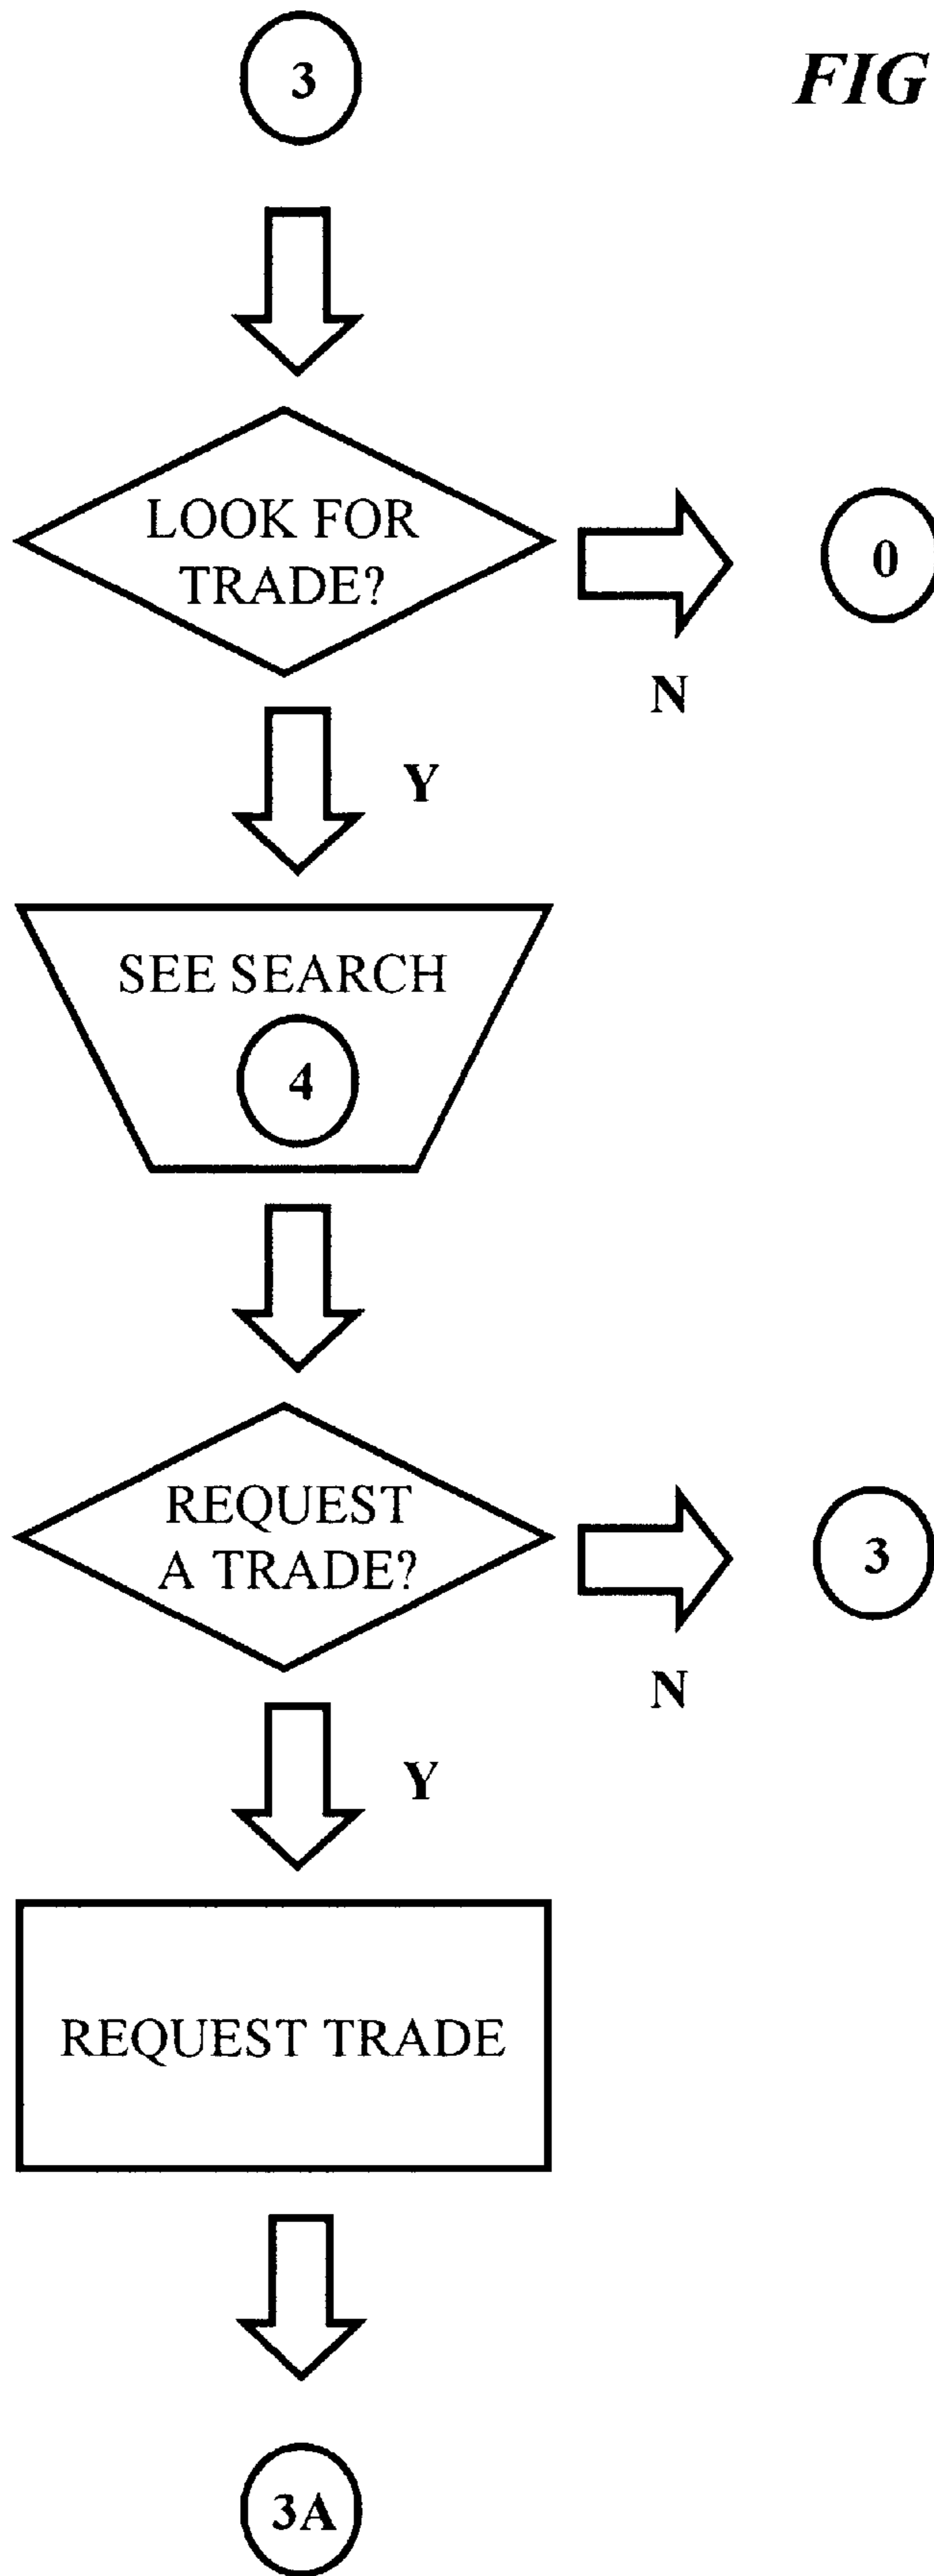 3
FIG
LOOK FOR
TRADE?
0
N
Y
SEE SEARCH
4
REQUEST
A TRADE?
3
N
Y
REQUEST TRADE
3A